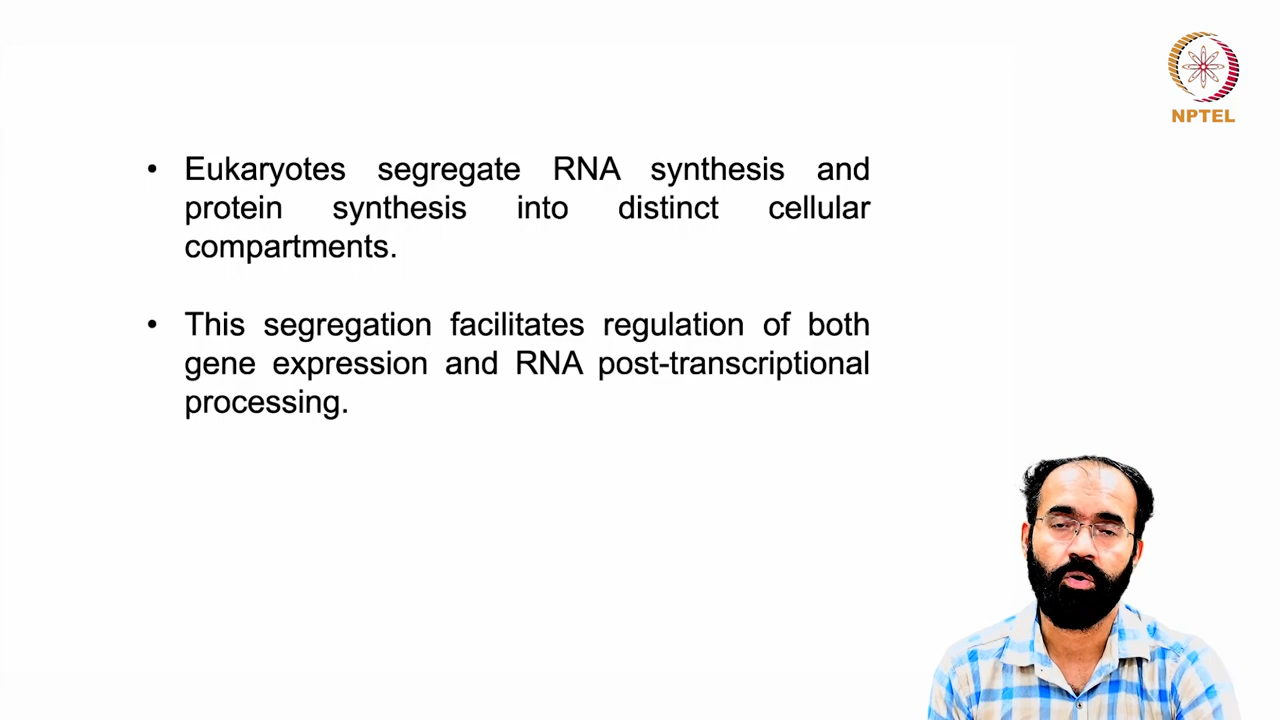 NPTEL
• Eukaryotes segregate RNA synthesis and
protein synthesis into distinct cellular
compartments.
• This segregation facilitates regulation of both
gene expression and RNA post-transcriptional
processing.